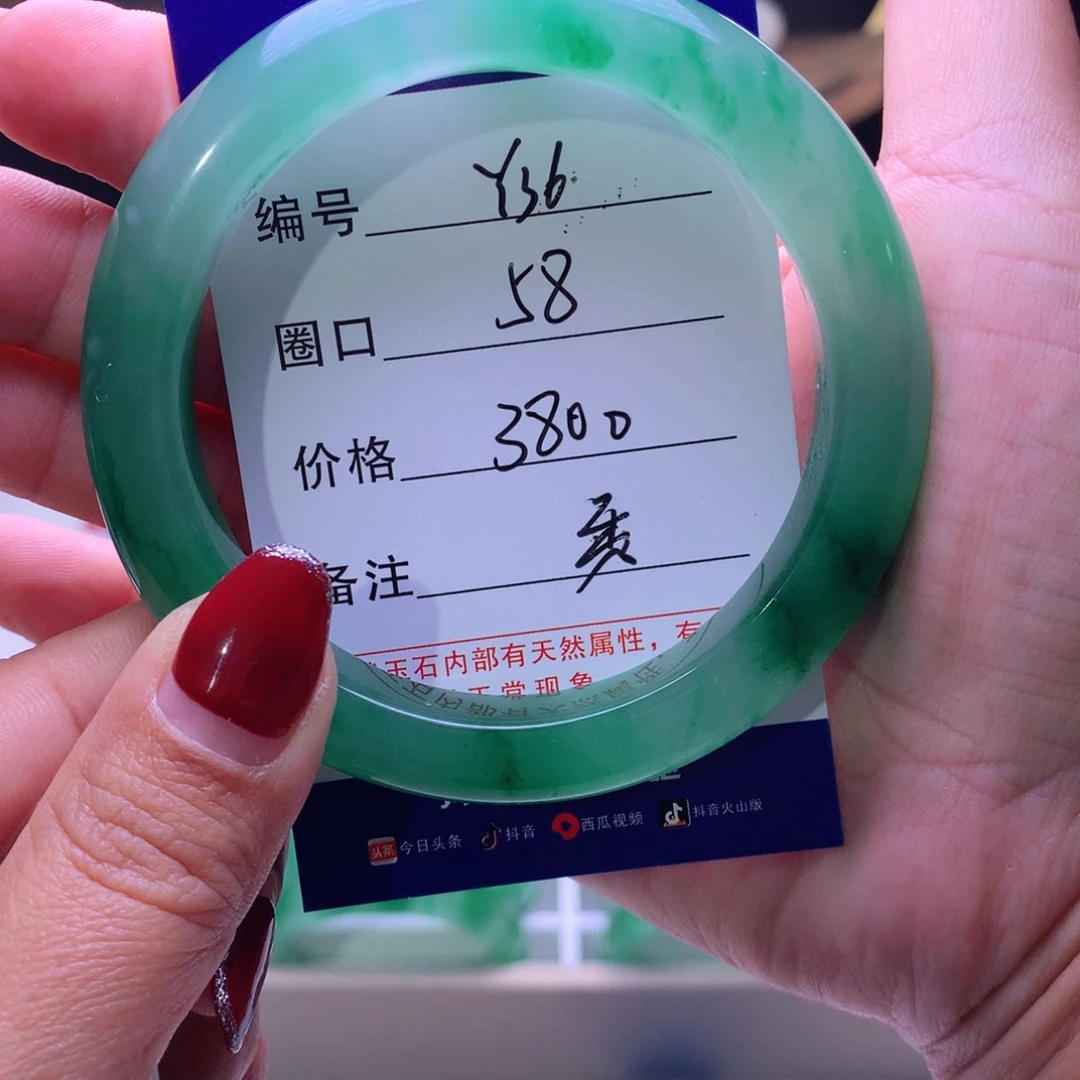 编号 Y36
圈口 58
价格 3800
备注
玉石内部有天然属性，有
正常现象
头条 今日头条 抖音 西瓜视频 抖音火山版